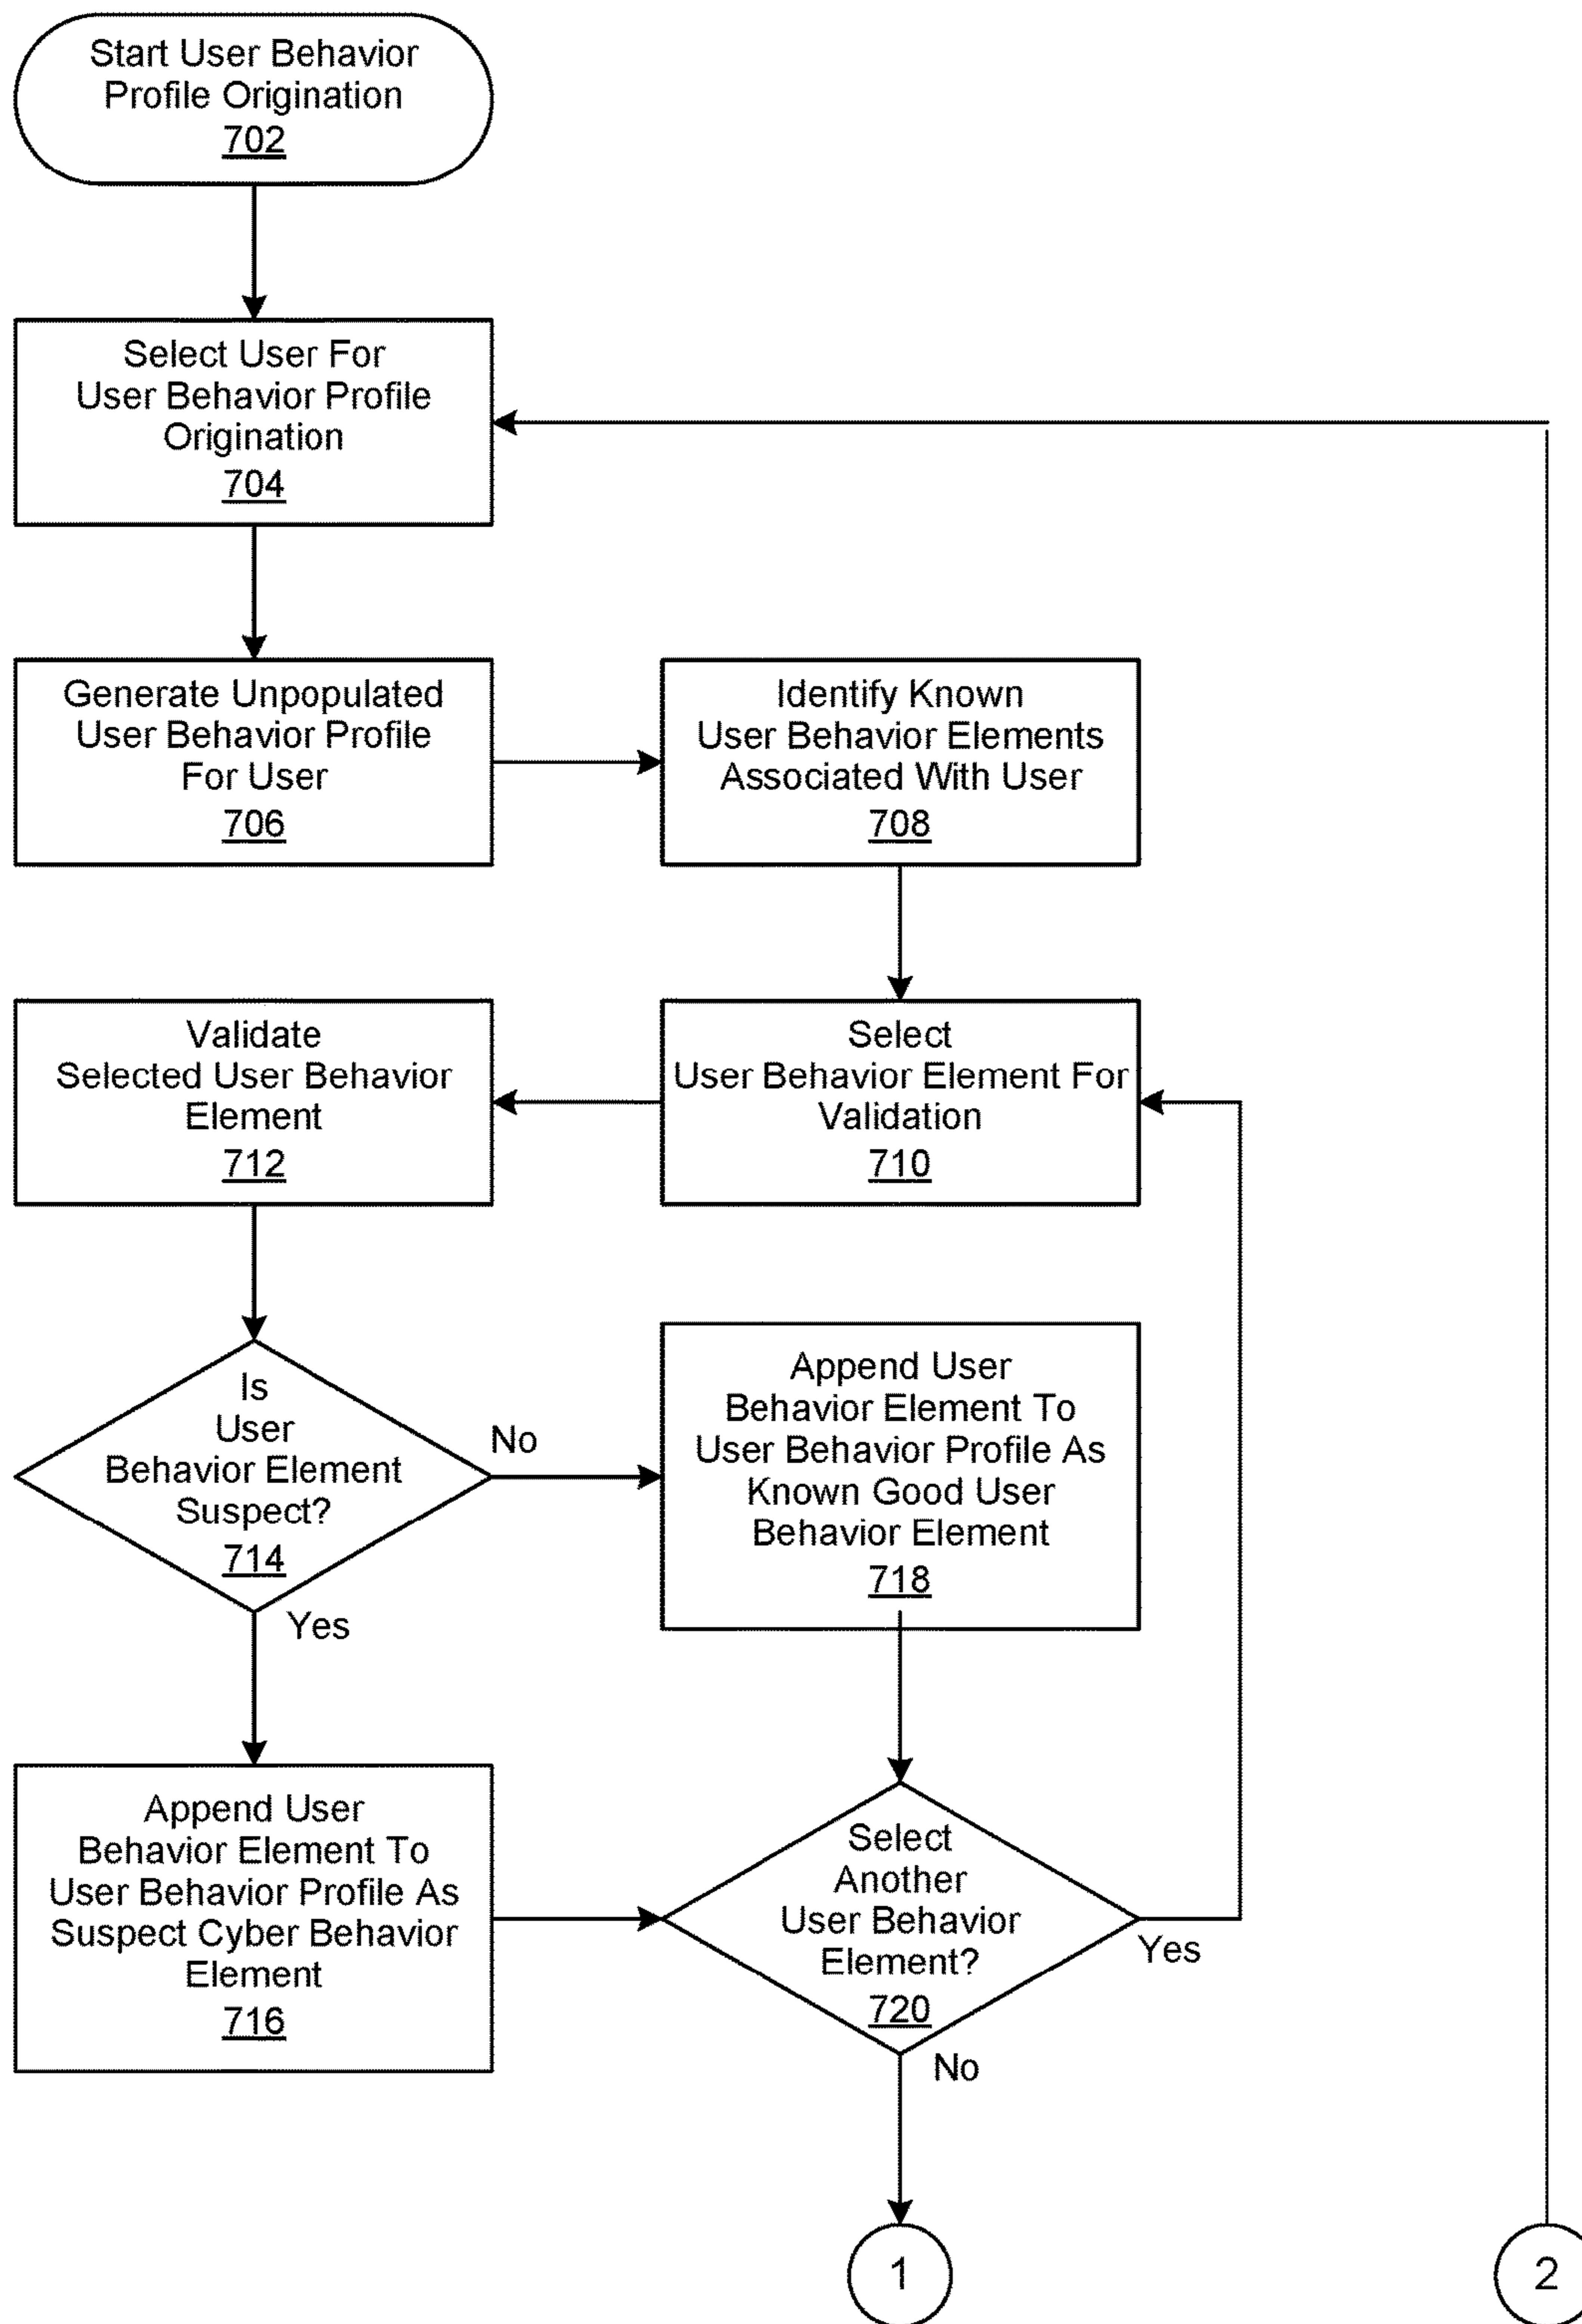 Start User Behavior
Profile Origination
702
Select User For
User Behavior Profile
Origination
704
Generate Unpopulated
User Behavior Profile
For User
706
Identify Known
User Behavior Elements
Associated With User
708
Validate
Selected User Behavior
Element
712
Select
User Behavior Element For
Validation
710
Is
User
Behavior Element
Suspect?
714
No
Yes
Append User
Behavior Element To
User Behavior Profile As
Known Good User
Behavior Element
718
Append User
Behavior Element To
User Behavior Profile As
Suspect Cyber Behavior
Element
716
Select
Another
User Behavior
Element?
720
Yes
No
1
2